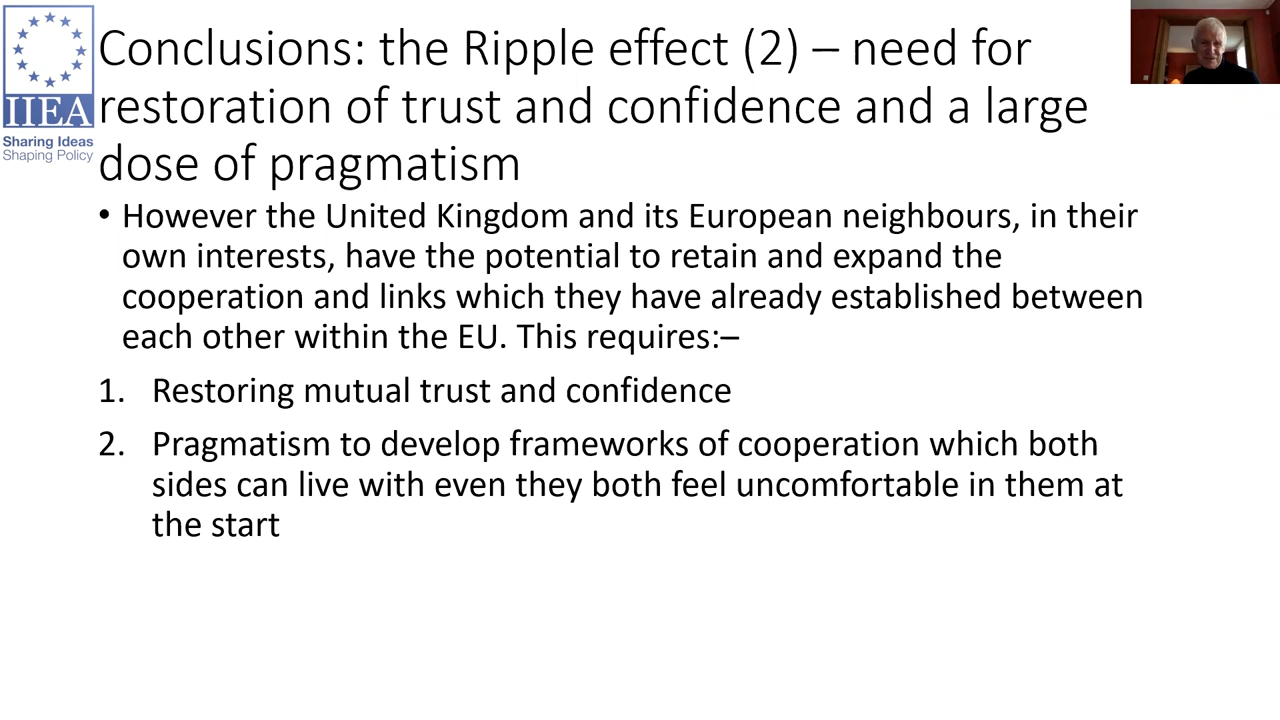 Conclusions: the Ripple effect (2) – need for
restoration of trust and confidence and a large
dose of pragmatism
IIEA
Sharing Ideas
Shaping Policy
• However the United Kingdom and its European neighbours, in their
own interests, have the potential to retain and expand the
cooperation and links which they have already established between
each other within the EU. This requires:–
1. Restoring mutual trust and confidence
2. Pragmatism to develop frameworks of cooperation which both
sides can live with even they both feel uncomfortable in them at
the start